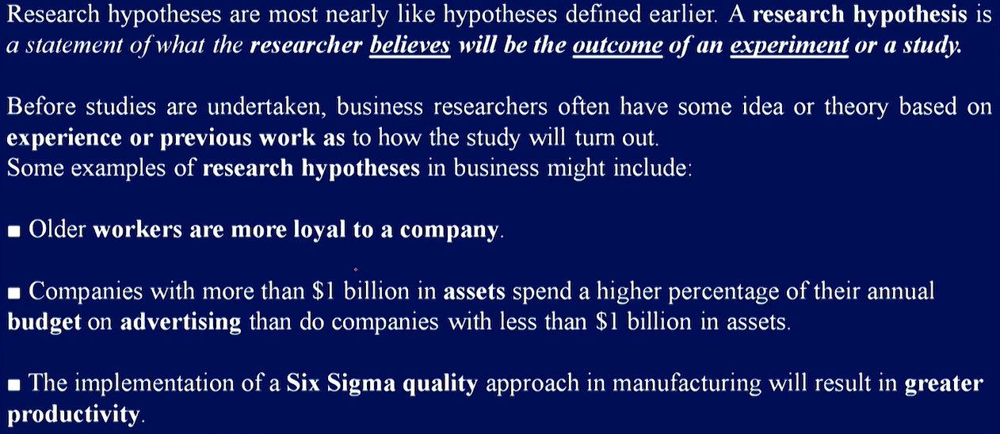 Research hypotheses are most nearly like hypotheses defined earlier. A research hypothesis is
a statement of what the researcher believes will be the outcome of an experiment or a study.
Before studies are undertaken, business researchers often have some idea or theory based on
experience or previous work as to how the study will turn out.
Some examples of research hypotheses in business might include:
■ Older workers are more loyal to a company.
■ Companies with more than $1 billion in assets spend a higher percentage of their annual
budget on advertising than do companies with less than $1 billion in assets.
■ The implementation of a Six Sigma quality approach in manufacturing will result in greater
productivity.